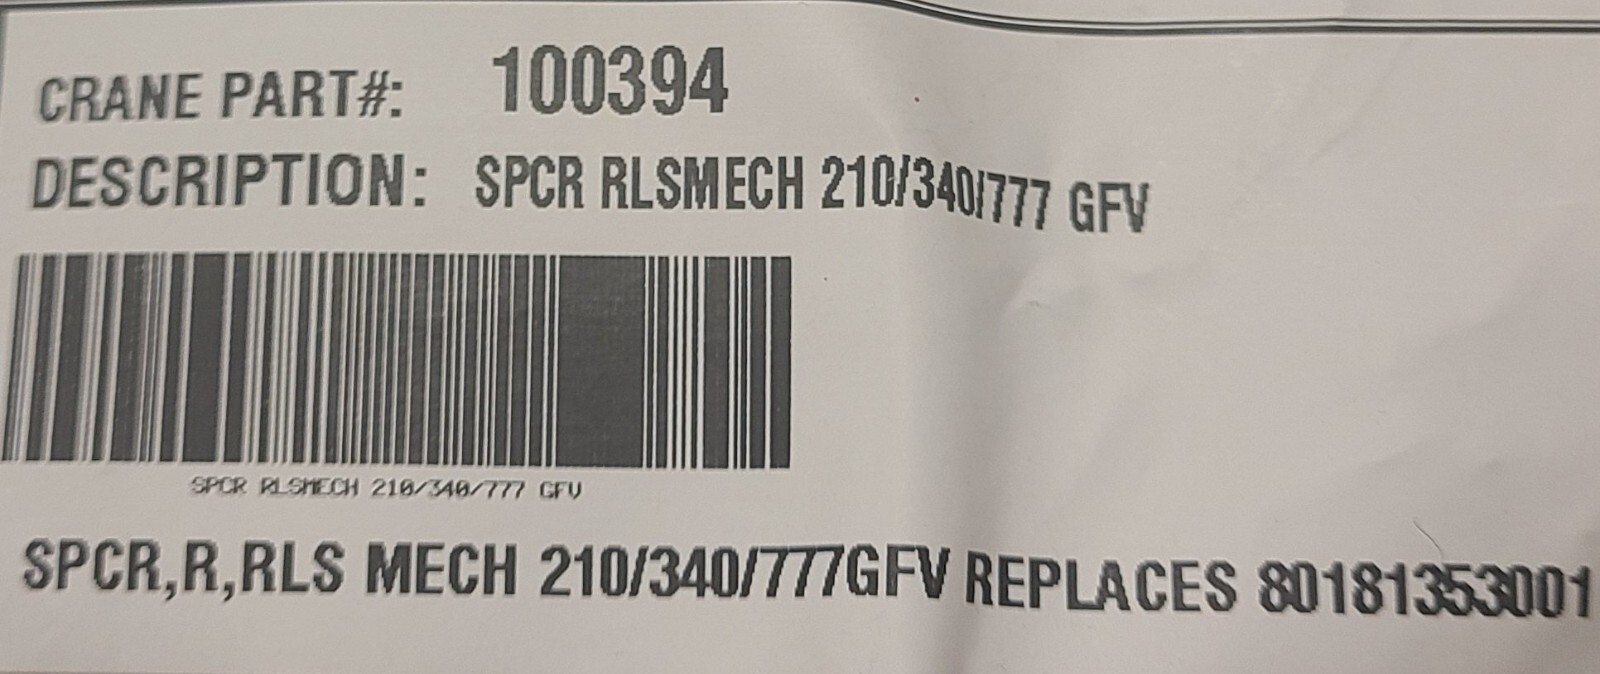 CRANE PART#: 100394
DESCRIPTION: SPCR RLSMECH 210/340/777 GFV
SPCR RLSMECH 210/340/777 GFV
SPCR,R,RLS MECH 210/340/777GFV REPLACES 80181353001